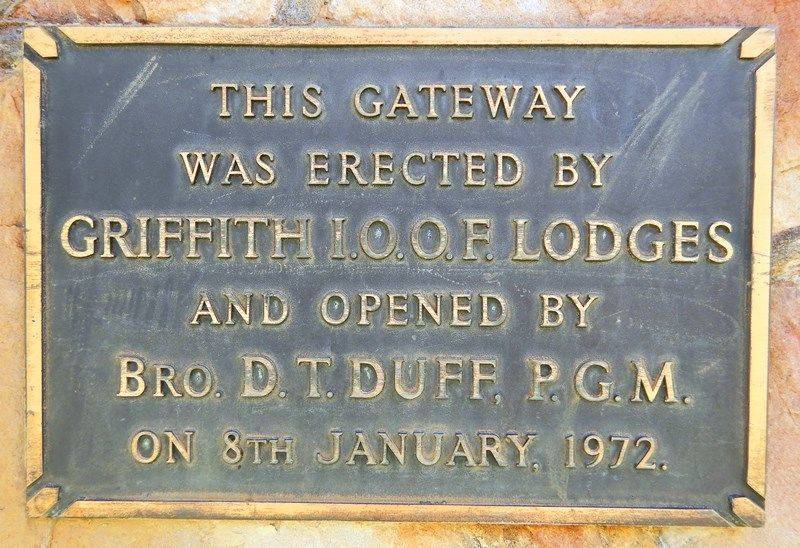 THIS GATEWAY
WAS ERECTED BY
GRIFFITH I.O.O.F. LODGES
AND OPENED BY
BRO. D.T. DUFF, P.G.M.
ON 8TH JANUARY, 1972.